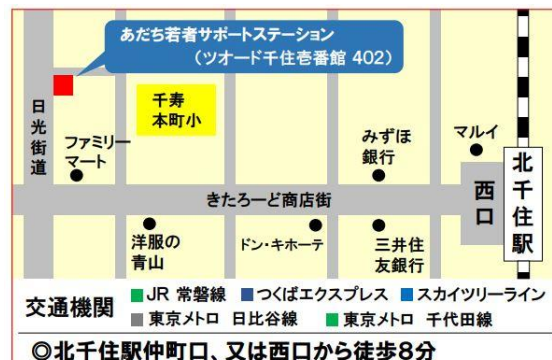 あだち若者サポートステーション
（ツオード千住壱番館 402）
日光街道
千寿
本町小
ファミリー
マート
みずほ
銀行
マルイ
北千住駅
西口
きたろーど商店街
洋服の
青山
ドン・キホーテ
三井住
友銀行
交通機関
JR 常磐線 つくばエクスプレス スカイツリーライン
東京メトロ 日比谷線 東京メトロ 千代田線
◎北千住駅仲町口、又は西口から徒歩8分